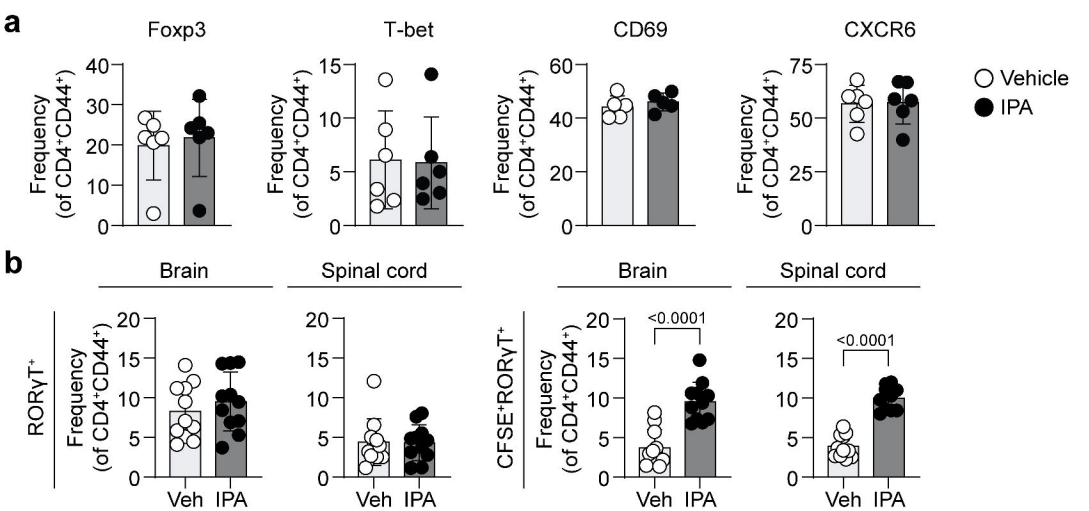 a
Foxp3 T-bet CD69 CXCR6
Frequency
(of CD4⁺CD44⁺)
40
30
20
10
0
Frequency
(of CD4⁺CD44⁺)
15
10
5
0
Frequency
(of CD4⁺CD44⁺)
60
40
20
0
Frequency
(of CD4⁺CD44⁺)
75
50
25
0
Vehicle
IPA
b
Brain Spinal cord Brain Spinal cord
RORγT⁺
Frequency
(of CD4⁺CD44⁺)
20
15
10
5
0
Veh IPA
20
15
10
5
0
Veh IPA
CFSE⁺RORγT⁺
Frequency
(of CD4⁺CD44⁺)
20
15
10
5
0
<0.0001
Veh IPA
20
15
10
5
0
<0.0001
Veh IPA